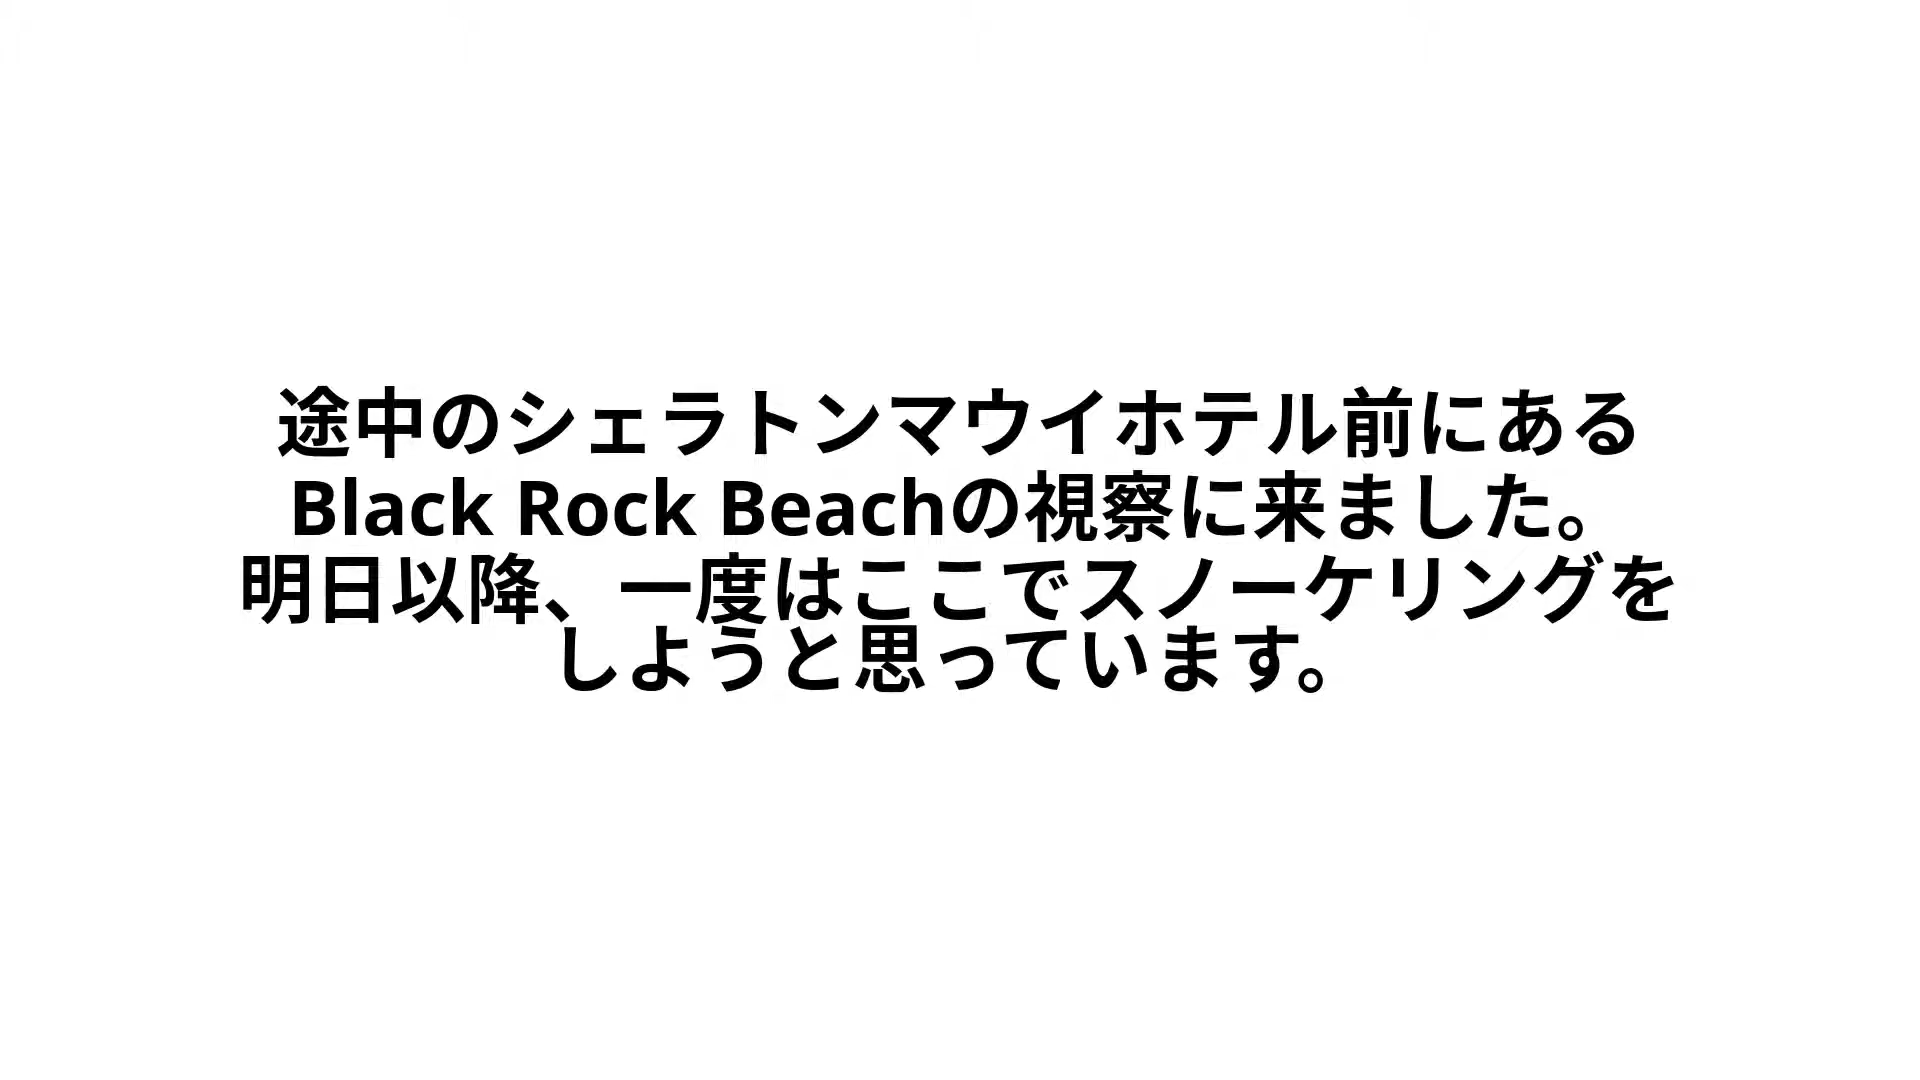 途中のシェラトンマウイホテル前にある
Black Rock Beachの視察に来ました。
明日以降、一度はここでスノーケリングを
しようと思っています。